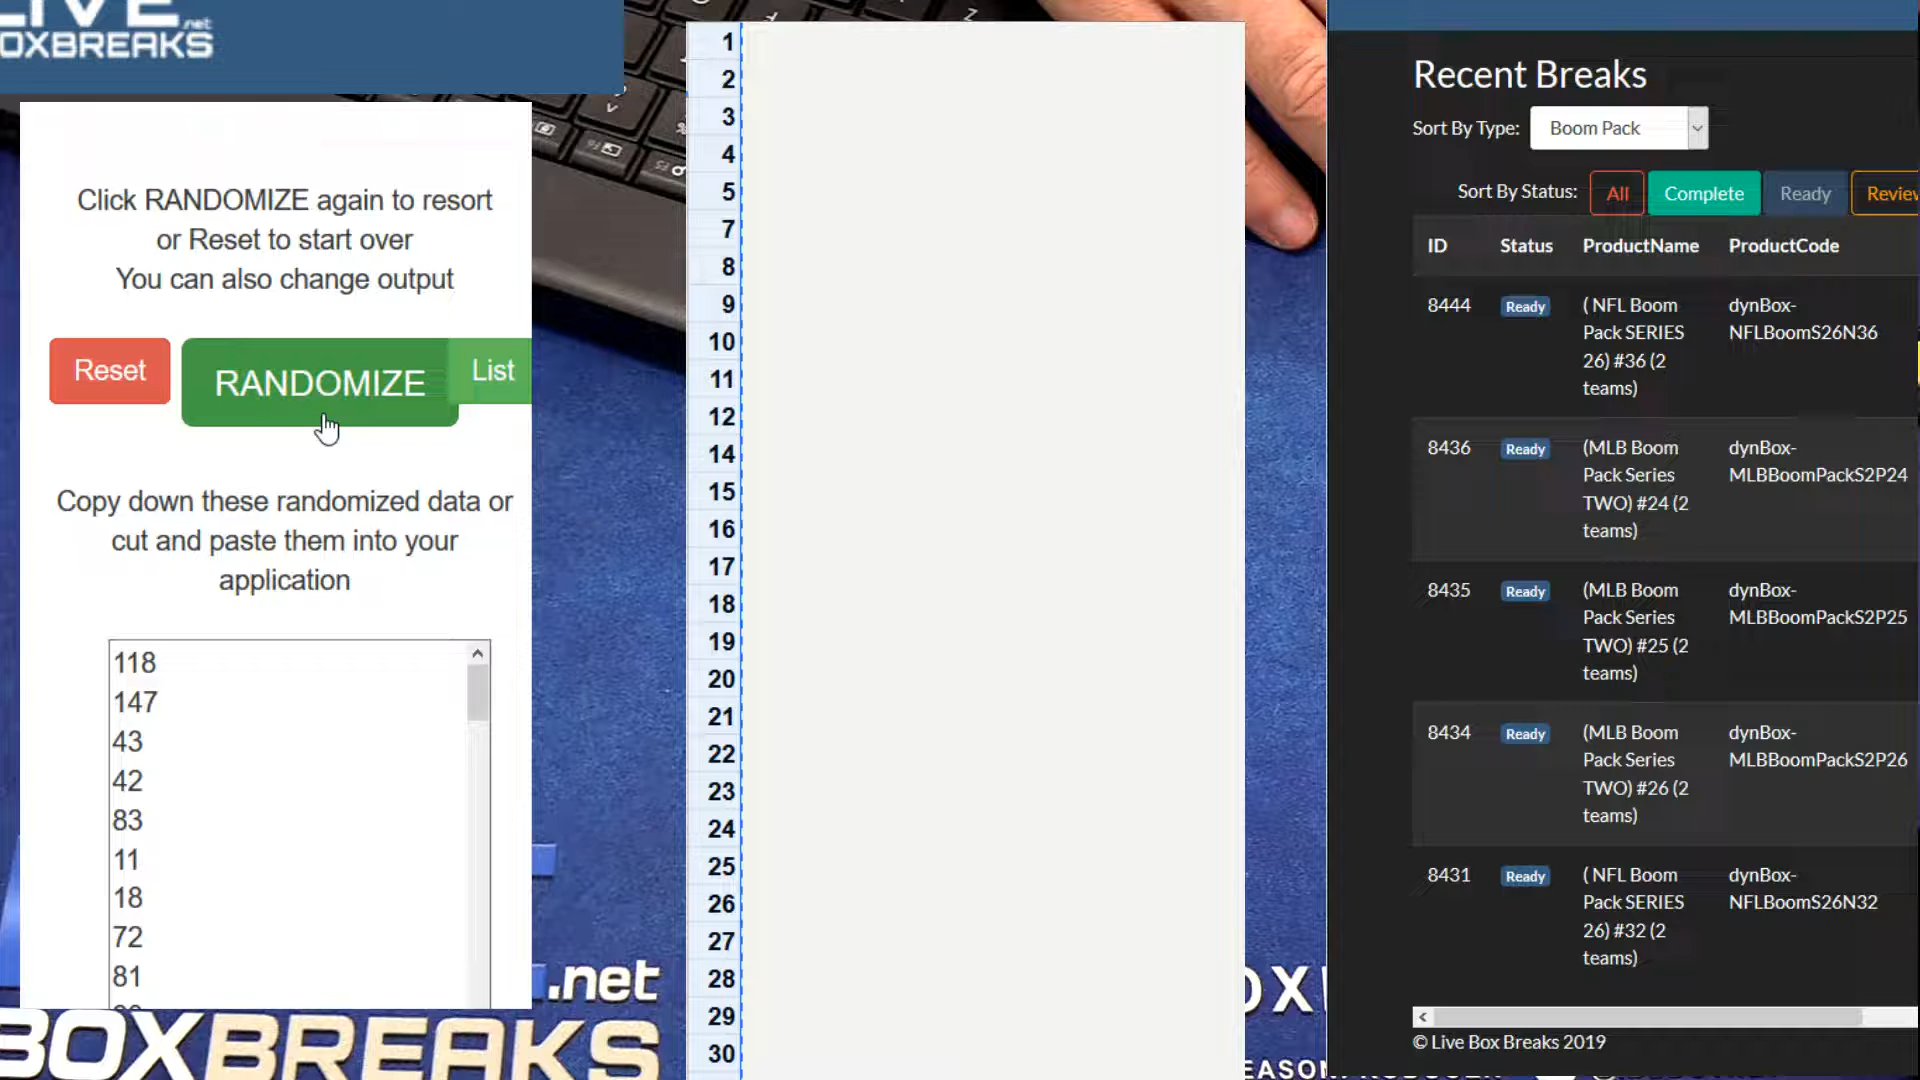 LIVE.net
BOXBREAKS
Click RANDOMIZE again to resort
or Reset to start over
You can also change output
Reset
RANDOMIZE
List
Copy down these randomized data or
cut and paste them into your
application
118
147
43
42
83
11
18
72
81
.net
BOXBREAKS
1
2
3
4
5
7
8
9
10
11
12
14
15
16
17
18
19
20
21
22
23
24
25
26
27
28
29
30
Recent Breaks
Sort By Type: Boom Pack
Sort By Status: All Complete Ready Review
ID Status ProductName ProductCode
8444 Ready ( NFL Boom Pack SERIES 26) #36 (2 teams) dynBox-NFLBoomS26N36
8436 Ready (MLB Boom Pack Series TWO) #24 (2 teams) dynBox-MLBBoomPackS2P24
8435 Ready (MLB Boom Pack Series TWO) #25 (2 teams) dynBox-MLBBoomPackS2P25
8434 Ready (MLB Boom Pack Series TWO) #26 (2 teams) dynBox-MLBBoomPackS2P26
8431 Ready ( NFL Boom Pack SERIES 26) #32 (2 teams) dynBox-NFLBoomS26N32
© Live Box Breaks 2019